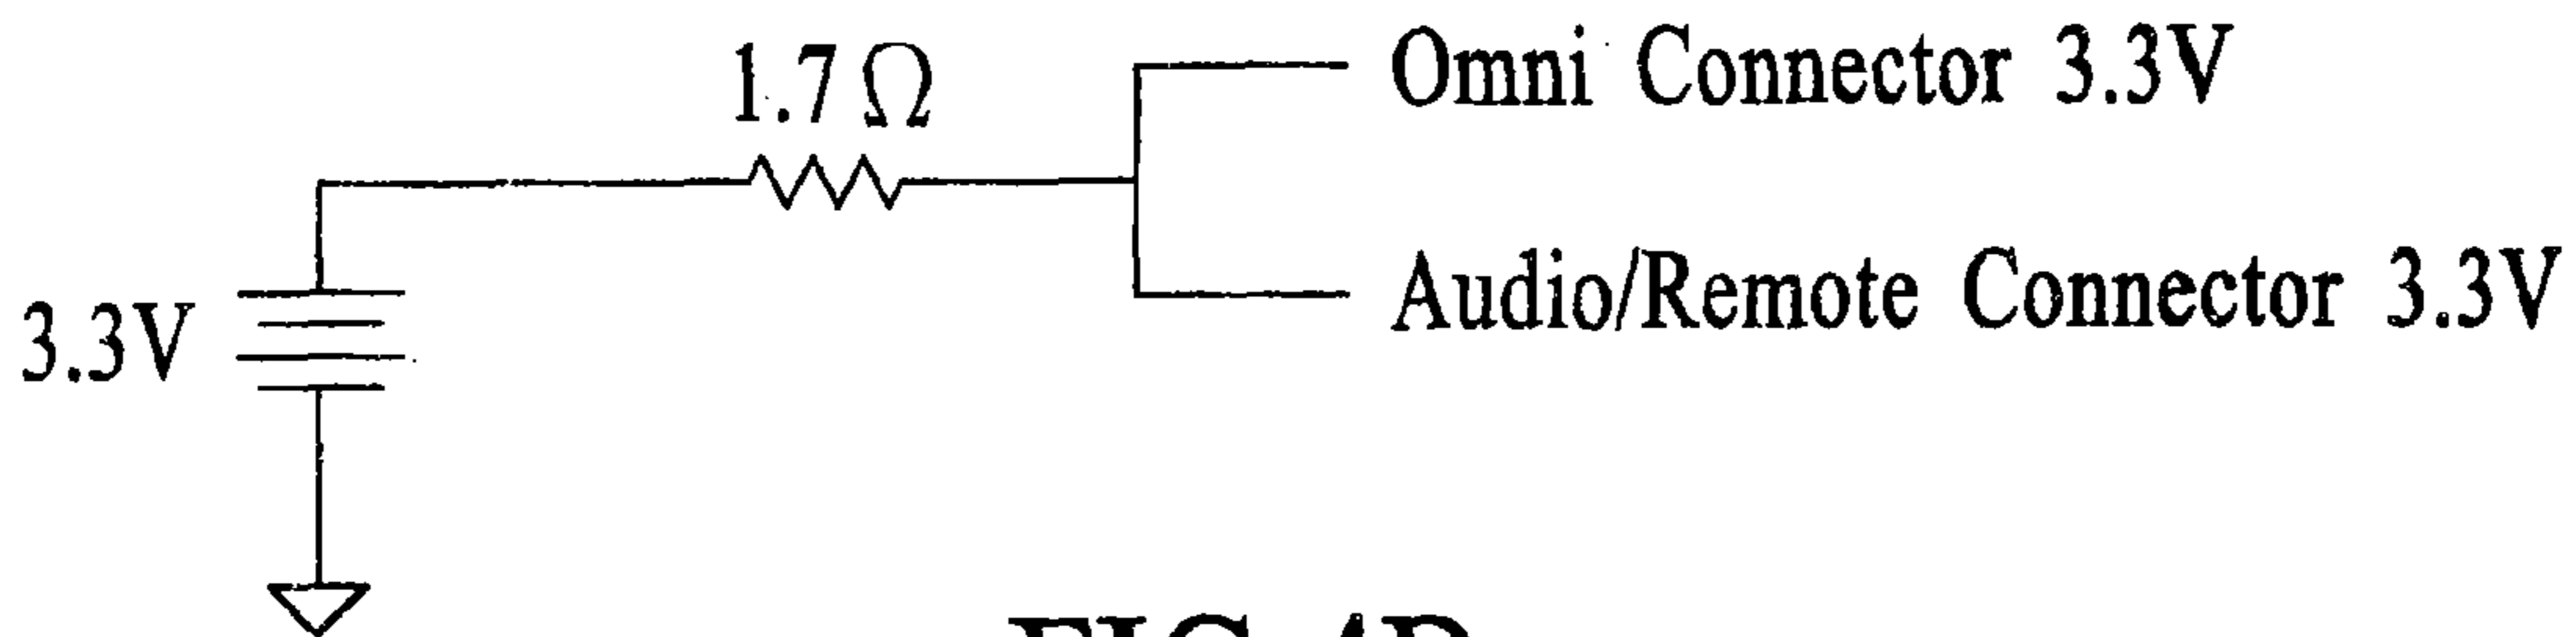 1.7 Ω
Omni Connector 3.3V
3.3V
Audio/Remote Connector 3.3V